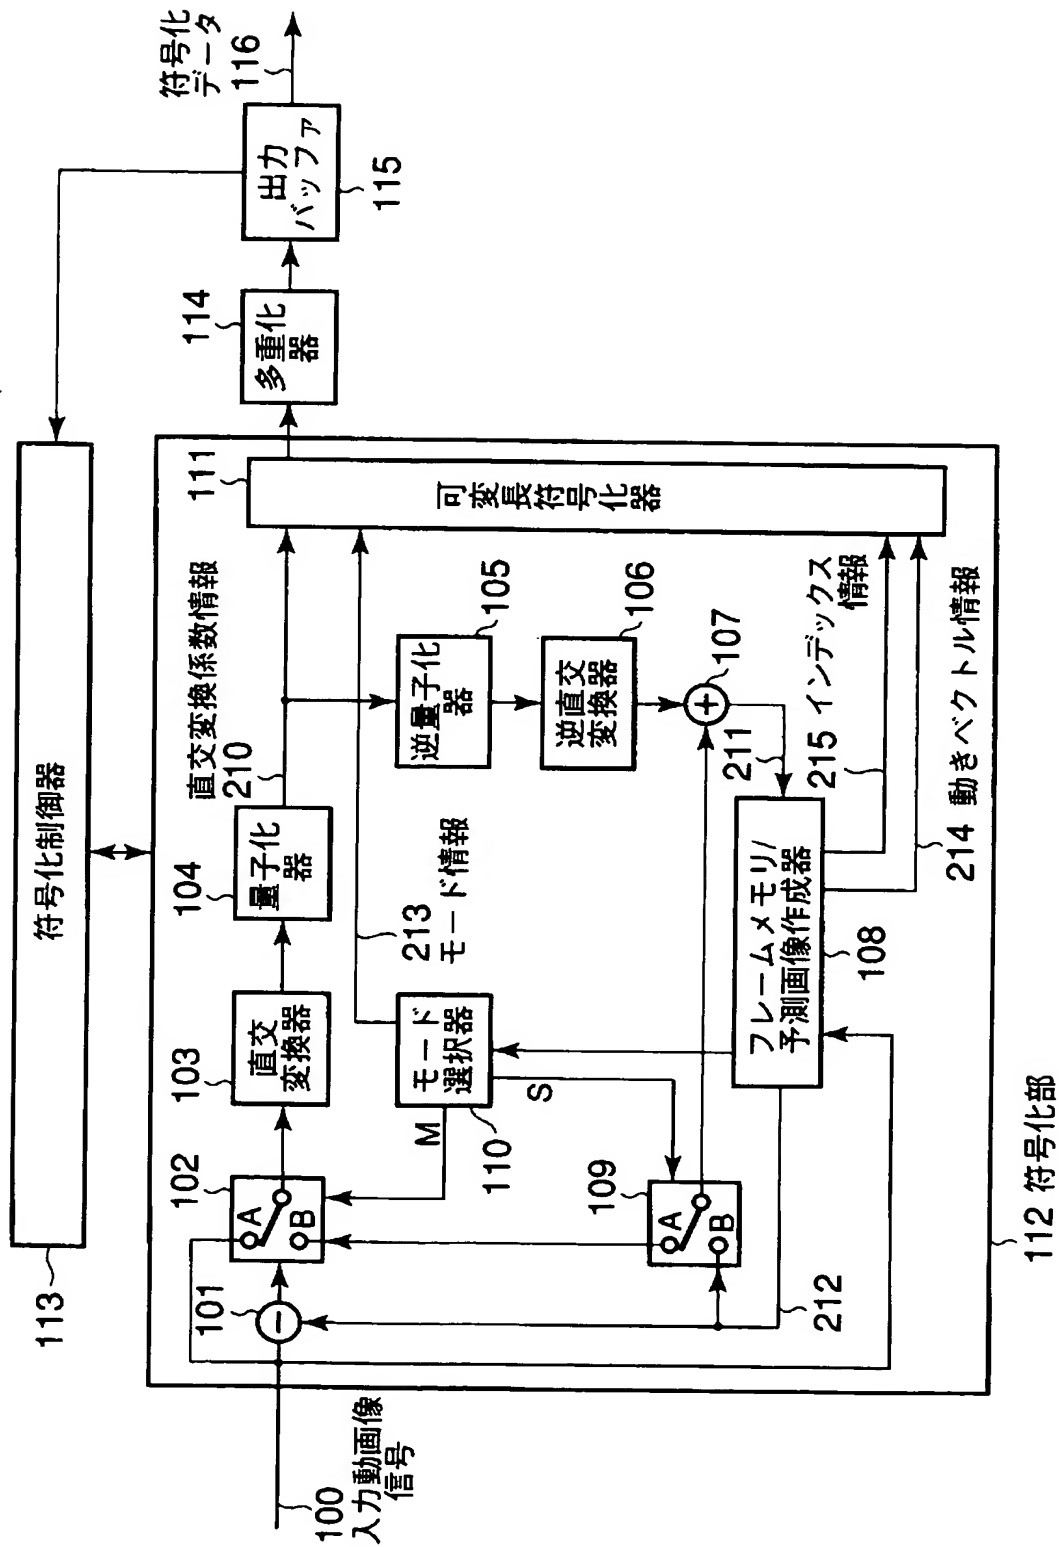 113
符号化制御器
100
入力動画像
信号
101
−
102
A
B
103
直交
変換器
104
量子化
器
直交変換係数情報
210
111
可変長符号化器
114
多重化
器
115
出力
バッファ
符号化
データ
116
M
110
モード
選択器
S
213
モード情報
105
逆量子化
器
106
逆直交
変換器
107
+
211
109
A
B
212
108
フレームメモリ/
予測画像作成器
215 インデックス
情報
214 動きベクトル情報
112 符号化部